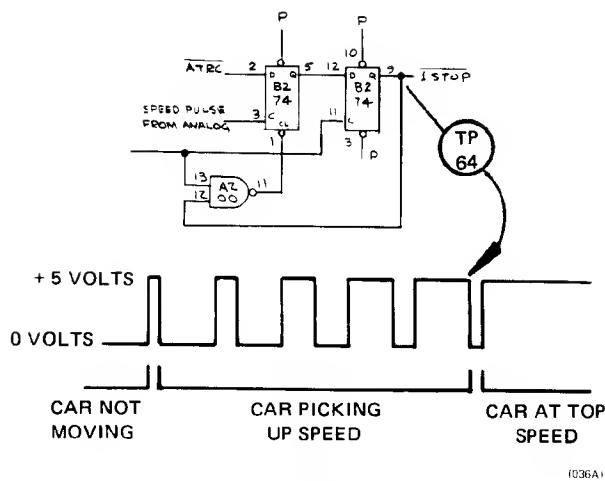 P
P
10
ATRC
2
D
Q
5
12
D
Q
9
1STOP
B2
74
B2
74
SPEED PULSE
FROM ANALOG
3
C
CL
11
C
1
3
P
TP
64
13
12
A2
00
11
+ 5 VOLTS
0 VOLTS
CAR NOT
MOVING
CAR PICKING
UP SPEED
CAR AT TOP
SPEED
(036A)